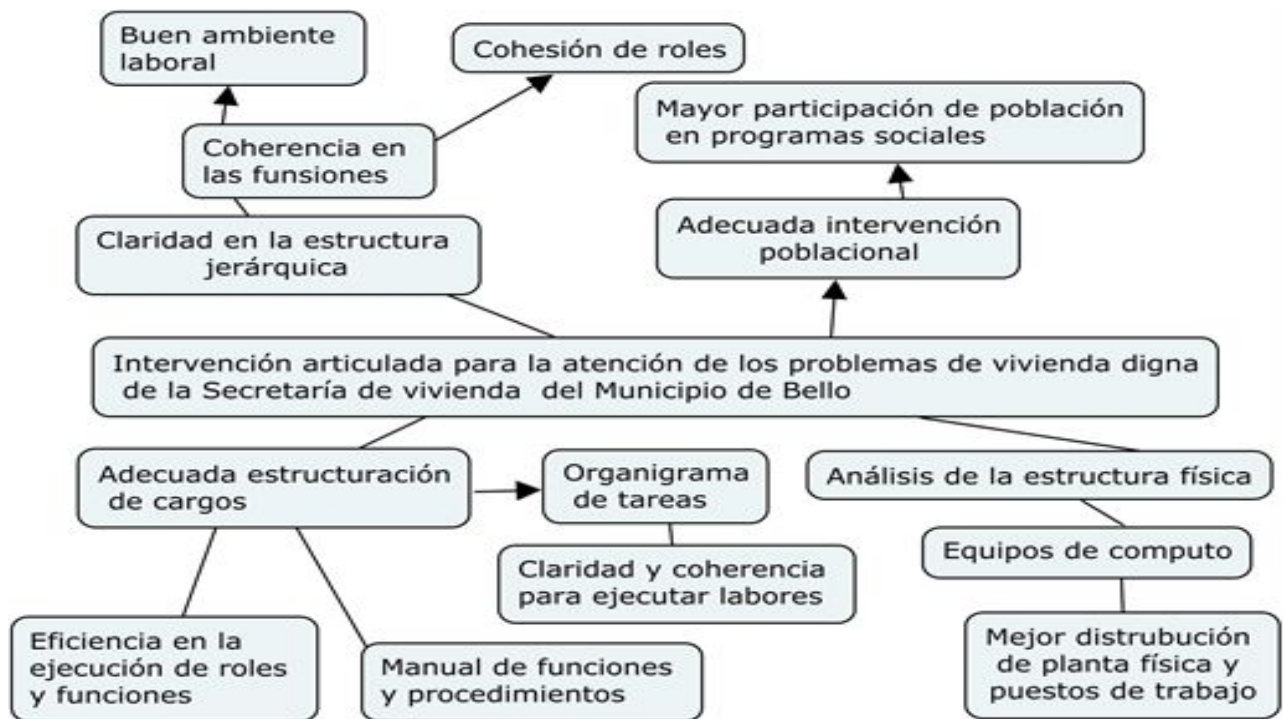 Buen ambiente
laboral
Cohesión de roles
Mayor participación de población
en programas sociales
Coherencia en
las funsiones
Adecuada intervención
poblacional
Claridad en la estructura
jerárquica
Intervención articulada para la atención de los problemas de vivienda digna
de la Secretaría de vivienda del Municipio de Bello
Adecuada estructuración
de cargos
Organigrama
de tareas
Análisis de la estructura física
Equipos de computo
Claridad y coherencia
para ejecutar labores
Eficiencia en la
ejecución de roles
y funciones
Manual de funciones
y procedimientos
Mejor distrubución
de planta física y
puestos de trabajo